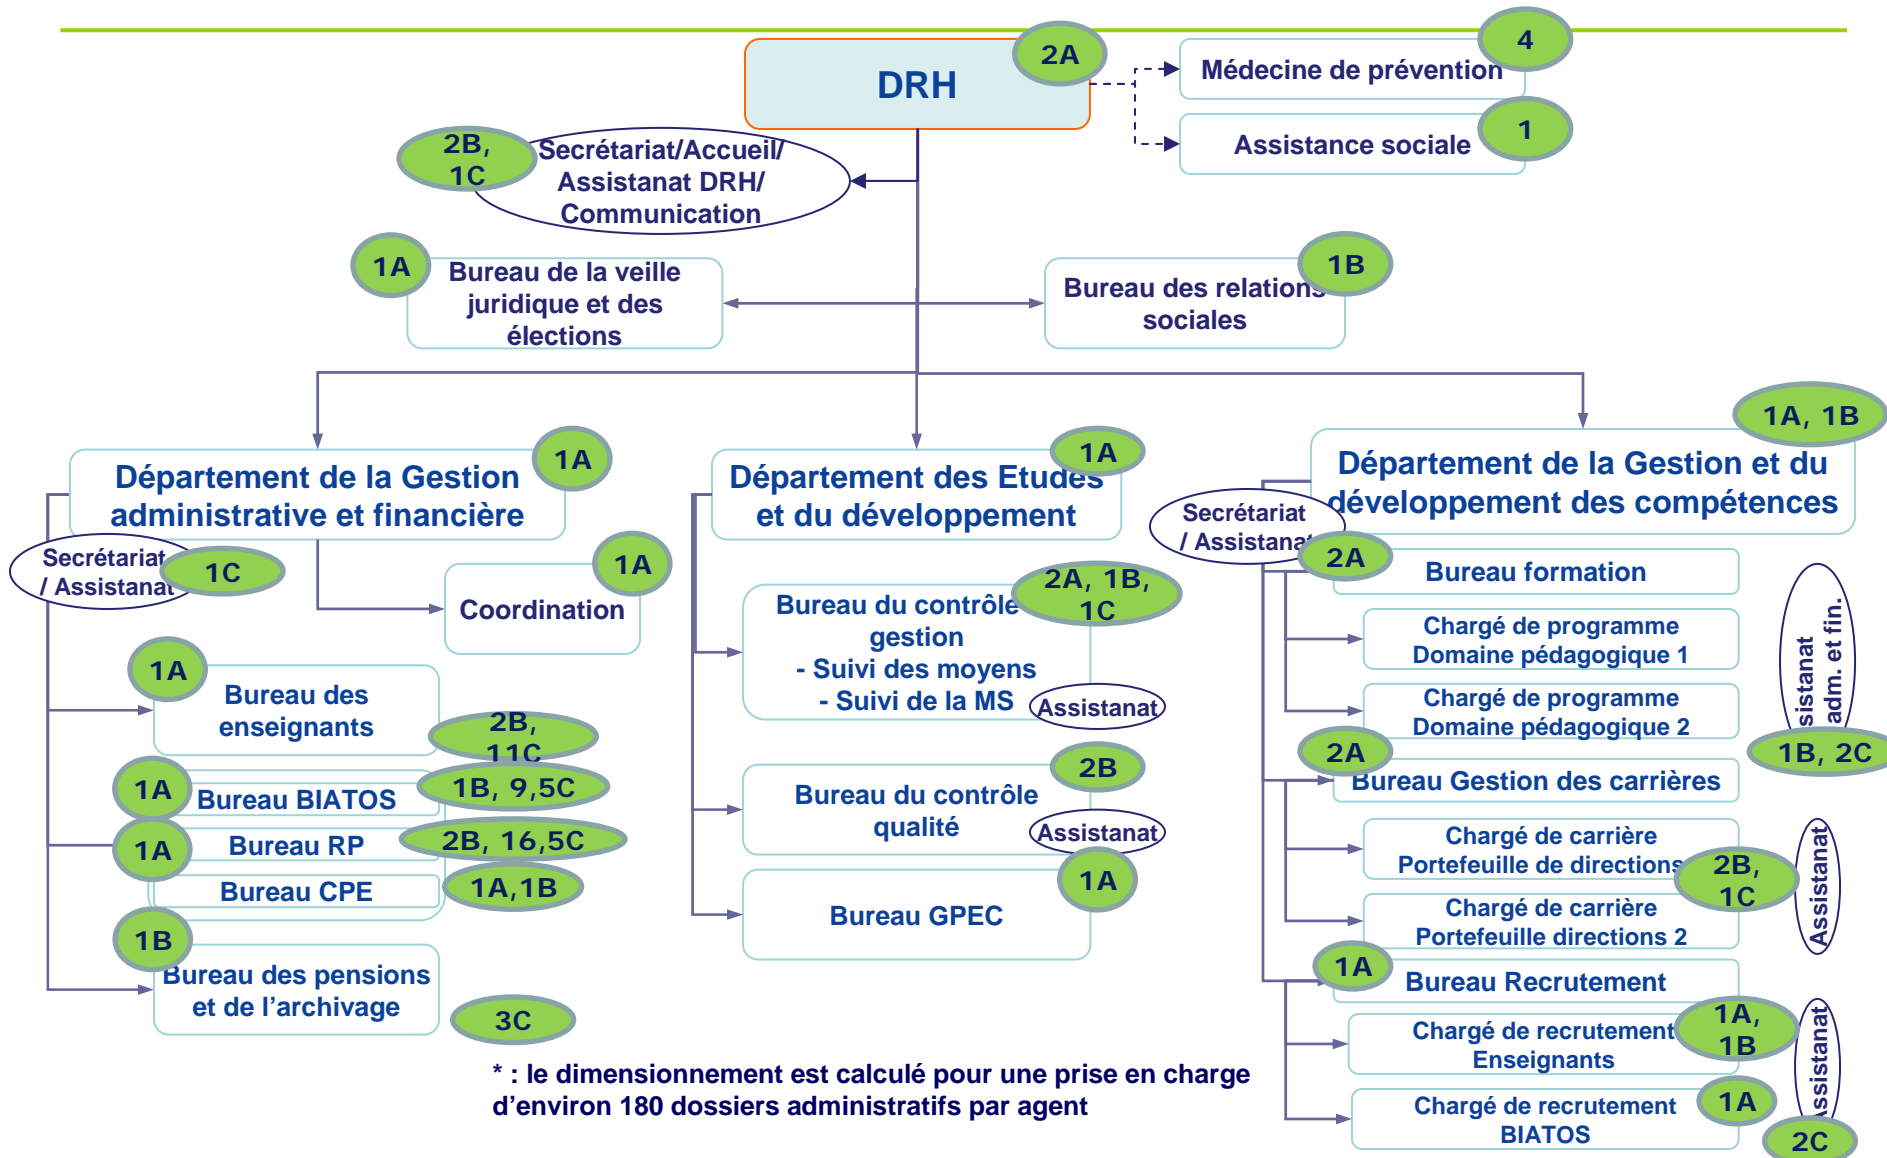 DRH
2A
Médecine de prévention
4
Assistance sociale
1
2B,
1C
Secrétariat/Accueil/
Assistanat DRH/
Communication
1A
Bureau de la veille
juridique et des
élections
1B
Bureau des relations
sociales
1A
Département de la Gestion
administrative et financière
Secrétariat
/ Assistanat
1C
1A
Coordination
1A
Bureau des
enseignants
2B,
11C
1A
Bureau BIATOS
1B, 9,5C
1A
Bureau RP
2B, 16,5C
Bureau CPE
1A,1B
1B
Bureau des pensions
et de l’archivage
3C
1A
Département des Etudes
et du développement
2A, 1B,
1C
Bureau du contrôle
gestion
- Suivi des moyens
- Suivi de la MS
Assistanat
2B
Bureau du contrôle
qualité
Assistanat
1A
Bureau GPEC
1A, 1B
Département de la Gestion et du
développement des compétences
Secrétariat
/ Assistanat
2A
Bureau formation
Chargé de programme
Domaine pédagogique 1
Chargé de programme
Domaine pédagogique 2
sistanat
adm. et fin.
1B, 2C
2A
Bureau Gestion des carrières
Chargé de carrière
Portefeuille de directions
2B,
1C
Chargé de carrière
Portefeuille directions 2
Assistanat
1A
Bureau Recrutement
Chargé de recrutement
Enseignants
1A,
1B
Chargé de recrutement
BIATOS
1A
Assistanat
2C
* : le dimensionnement est calculé pour une prise en charge
d’environ 180 dossiers administratifs par agent